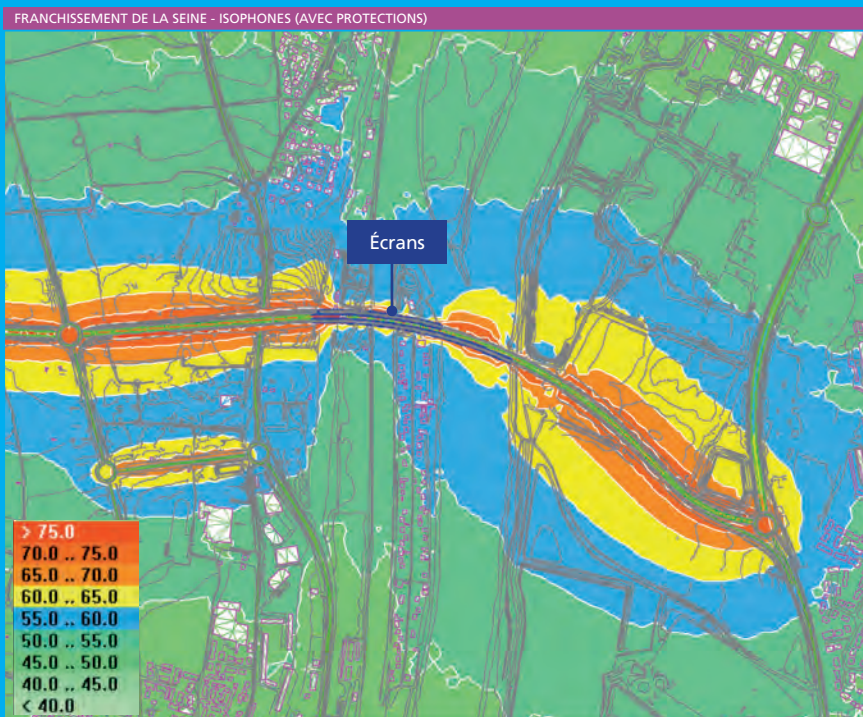 FRANCHISSEMENT DE LA SEINE - ISOPHONES (AVEC PROTECTIONS)
Écrans
> 75.0
70.0 .. 75.0
65.0 .. 70.0
60.0 .. 65.0
55.0 .. 60.0
50.0 .. 55.0
45.0 .. 50.0
40.0 .. 45.0
< 40.0